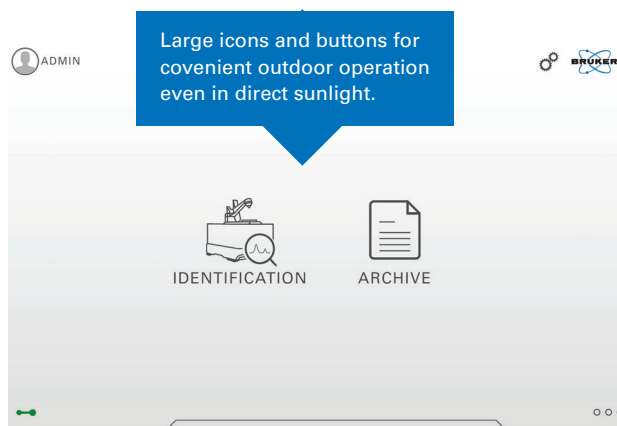 Large icons and buttons for
covenient outdoor operation
even in direct sunlight.
ADMIN
BRUKER
IDENTIFICATION
ARCHIVE